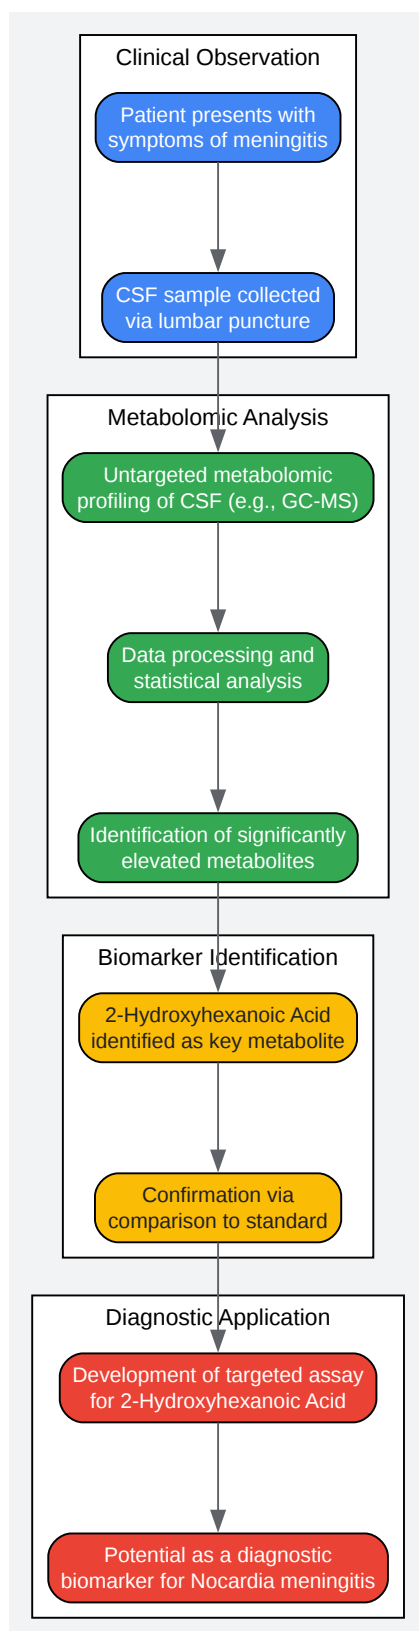 Clinical Observation
Patient presents with
symptoms of meningitis
CSF sample collected
via lumbar puncture
Metabolomic Analysis
Untargeted metabolomic
profiling of CSF (e.g., GC-MS)
Data processing and
statistical analysis
Identification of significantly
elevated metabolites
Biomarker Identification
2-Hydroxyhexanoic Acid
identified as key metabolite
Confirmation via
comparison to standard
Diagnostic Application
Development of targeted assay
for 2-Hydroxyhexanoic Acid
Potential as a diagnostic
biomarker for Nocardia meningitis